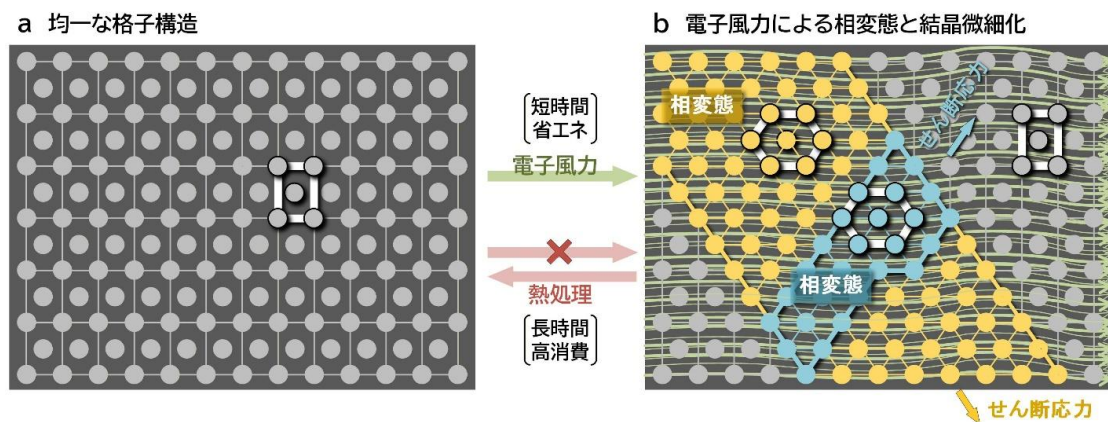 a 均一な格子構造
b 電子風力による相変態と結晶微細化
短時間
省エネ
電子風力
熱処理
長時間
高消費
相変態
せん断応力
相変態
せん断応力